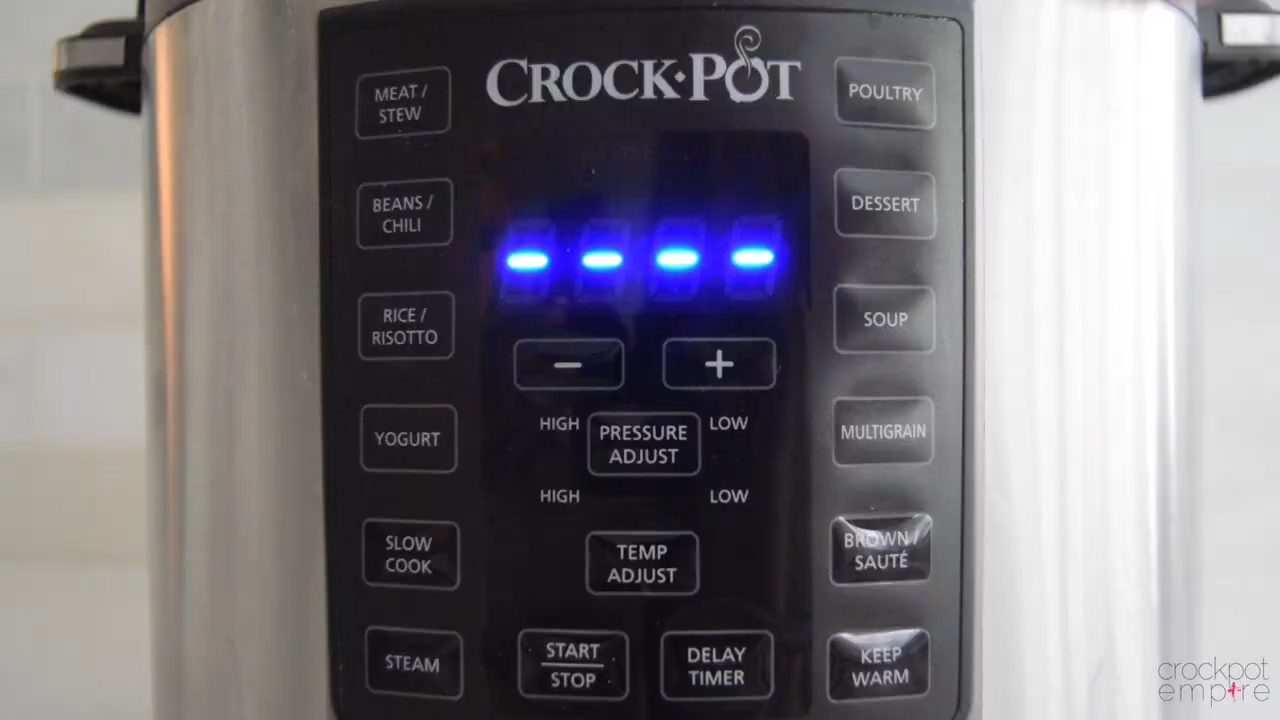 CROCK·POT
MEAT /
STEW
BEANS /
CHILI
RICE /
RISOTTO
YOGURT
SLOW
COOK
STEAM
- - - -
− +
HIGH LOW
PRESSURE
ADJUST
HIGH LOW
TEMP
ADJUST
START
STOP
DELAY
TIMER
POULTRY
DESSERT
SOUP
MULTIGRAIN
BROWN /
SAUTÉ
KEEP
WARM
crockpot
empire